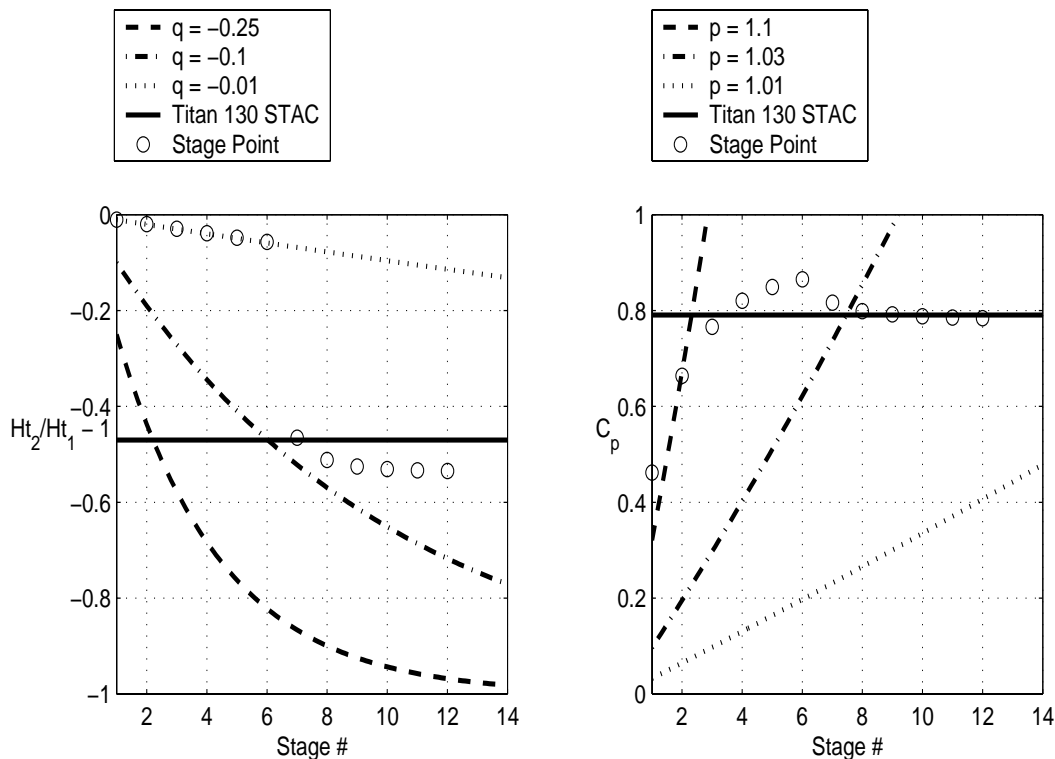 q = −0.25
q = −0.1
q = −0.01
Titan 130 STAC
Stage Point
p = 1.1
p = 1.03
p = 1.01
Titan 130 STAC
Stage Point
0
−0.2
−0.4
−0.6
−0.8
−1
Ht2/Ht1 − 1
2 4 6 8 10 12 14
Stage #
1
0.8
0.6
0.4
0.2
0
Cp
2 4 6 8 10 12 14
Stage #